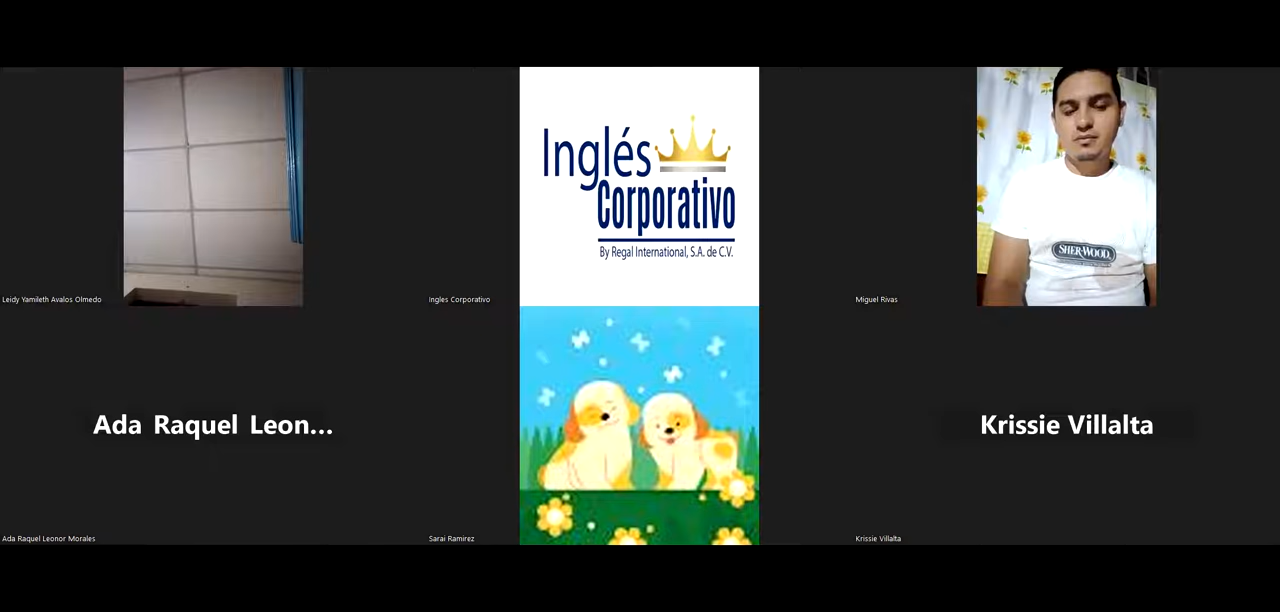 Inglés
Corporativo
By Regal International, S.A. de C.V.
SHER-WOOD
Leidy Yamileth Avalos Olmedo
Ingles Corporativo
Miguel Rivas
Ada Raquel Leon...
Krissie Villalta
Ada Raquel Leonor Morales
Sarai Ramirez
Krissie Villalta